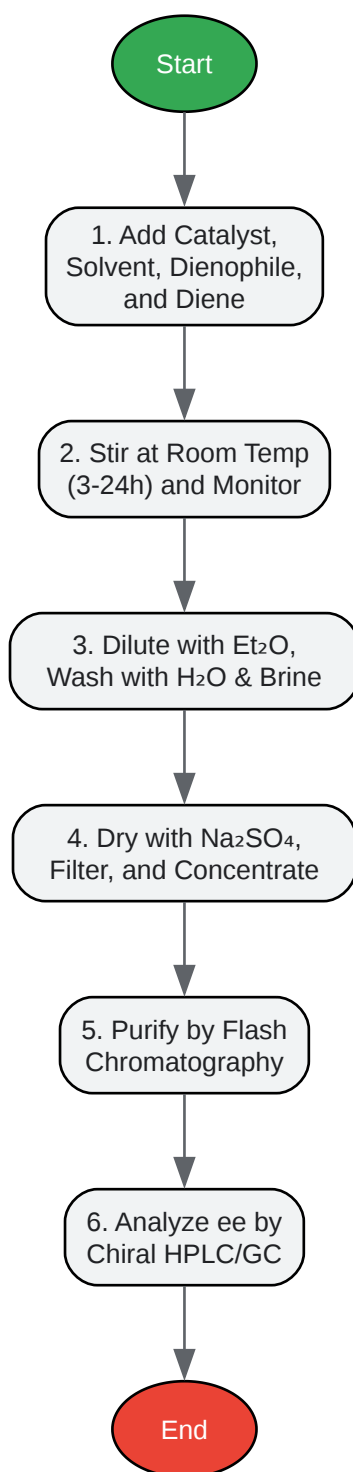 Start
1. Add Catalyst,
Solvent, Dienophile,
and Diene
2. Stir at Room Temp
(3-24h) and Monitor
3. Dilute with Et₂O,
Wash with H₂O & Brine
4. Dry with Na₂SO₄,
Filter, and Concentrate
5. Purify by Flash
Chromatography
6. Analyze ee by
Chiral HPLC/GC
End